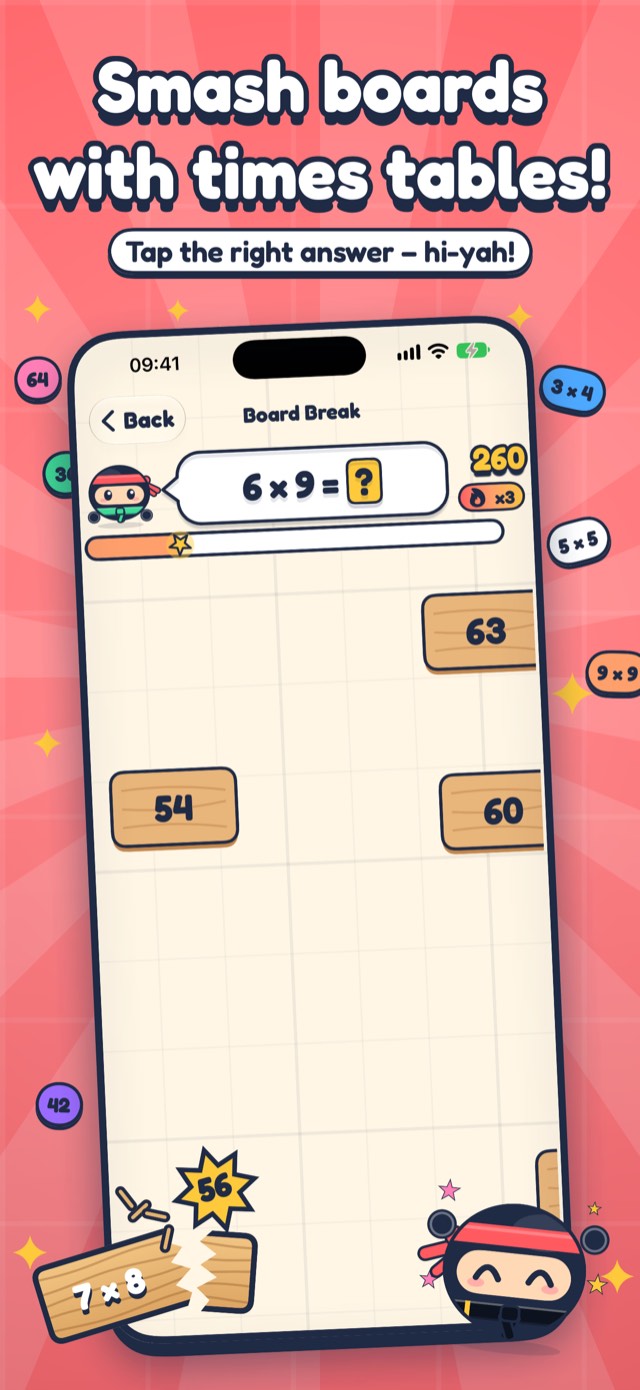 Smash boards
with times tables!
Tap the right answer – hi-yah!
09:41
64
3 x 4
Back
Board Break
6 x 9 = ?
260
x3
5 x 5
63
9 x 9
54
60
42
56
7 x 8